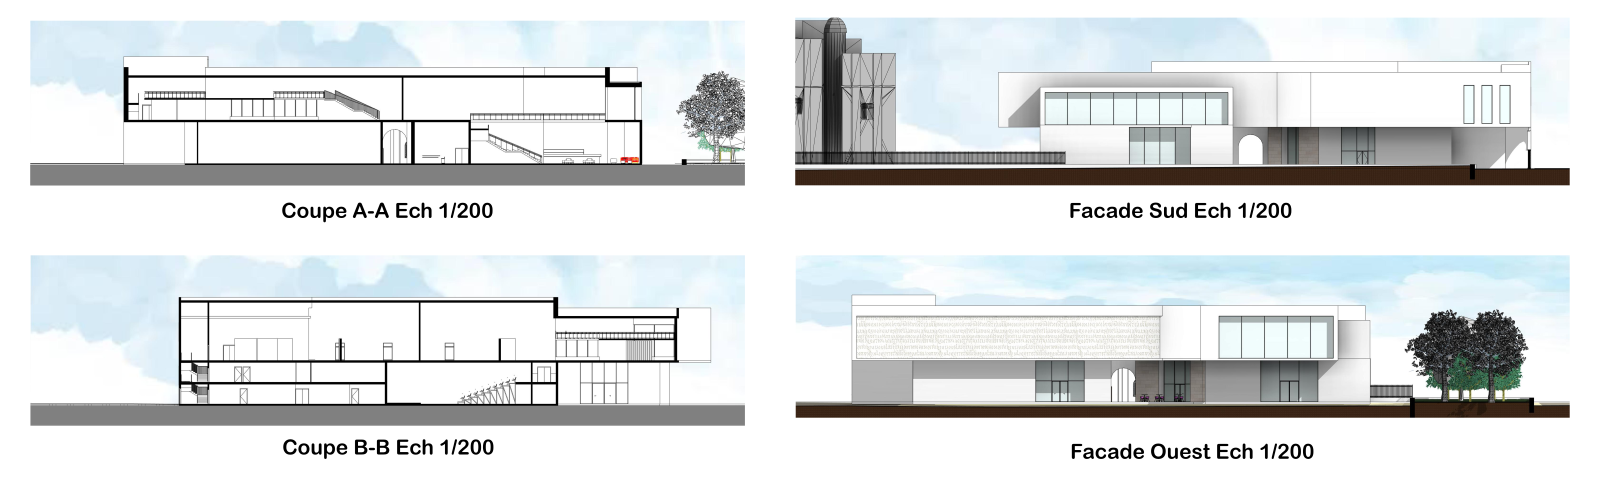 Coupe A-A Ech 1/200
Facade Sud Ech 1/200
Coupe B-B Ech 1/200
Facade Ouest Ech 1/200